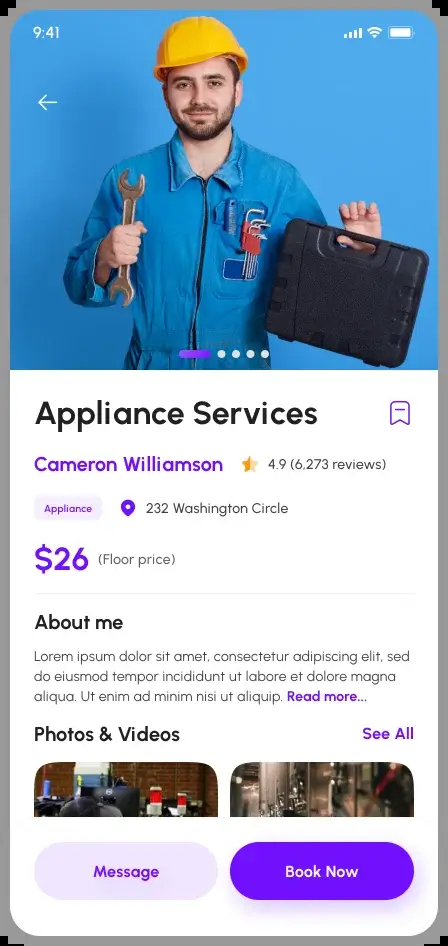 9:41
Appliance Services
Cameron Williamson 4.9 (6,273 reviews)
Appliance 232 Washington Circle
$26 (Floor price)
About me
Lorem ipsum dolor sit amet, consectetur adipiscing elit, sed
do eiusmod tempor incididunt ut labore et dolore magna
aliqua. Ut enim ad minim nisi ut aliquip. Read more...
Photos & Videos See All
Message Book Now